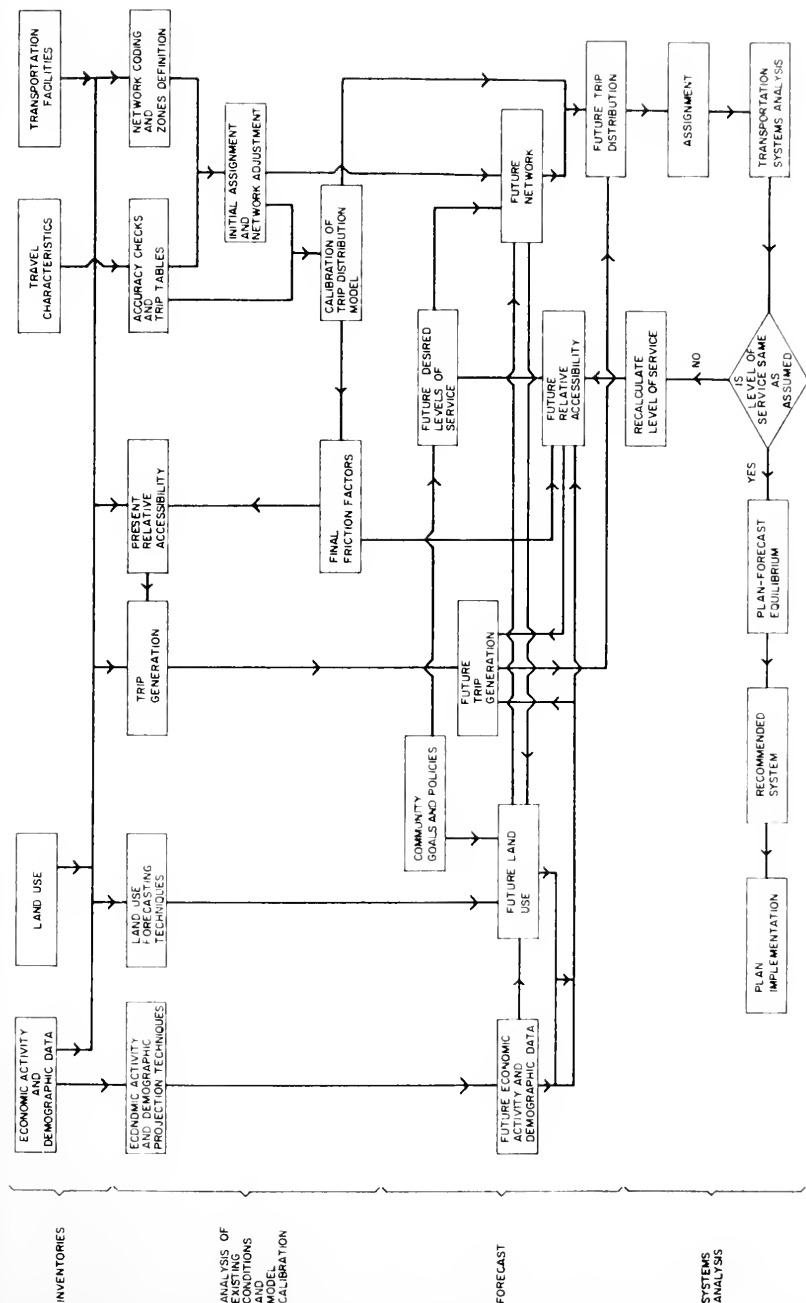 INVENTORIES
ECONOMIC ACTIVITY
AND
DEMOGRAPHIC DATA
LAND USE
TRAVEL
CHARACTERISTICS
TRANSPORTATION
FACILITIES
ANALYSIS OF
EXISTING
CONDITIONS
AND
MODEL
CALIBRATION
ECONOMIC ACTIVITY
AND DEMOGRAPHIC
PROJECTION TECHNIQUES
LAND USE
FORECASTING
TECHNIQUES
TRIP
GENERATION
PRESENT
RELATIVE
ACCESSIBILITY
ACCURACY CHECKS
AND
TRIP TABLES
NETWORK CODING
AND
ZONES DEFINITION
INITIAL ASSIGNMENT
AND
NETWORK ADJUSTMENT
FINAL
FRICTION FACTORS
CALIBRATION OF
TRIP DISTRIBUTION
MODEL
FORECAST
COMMUNITY
GOALS AND POLICIES
FUTURE DESIRED
LEVELS OF
SERVICE
FUTURE ECONOMIC
ACTIVITY AND
DEMOGRAPHIC DATA
FUTURE LAND
USE
FUTURE
TRIP
GENERATION
FUTURE
RELATIVE
ACCESSIBILITY
FUTURE
NETWORK
FUTURE TRIP
DISTRIBUTION
SYSTEMS
ANALYSIS
RECALCULATE
LEVEL OF SERVICE
ASSIGNMENT
NO
PLAN
IMPLEMENTATION
RECOMMENDED
SYSTEM
PLAN-FORECAST
EQUILIBRIUM
YES
IS
LEVEL OF
SERVICE SAME
AS
ASSUMED
TRANSPORTATION
SYSTEMS ANALYSIS